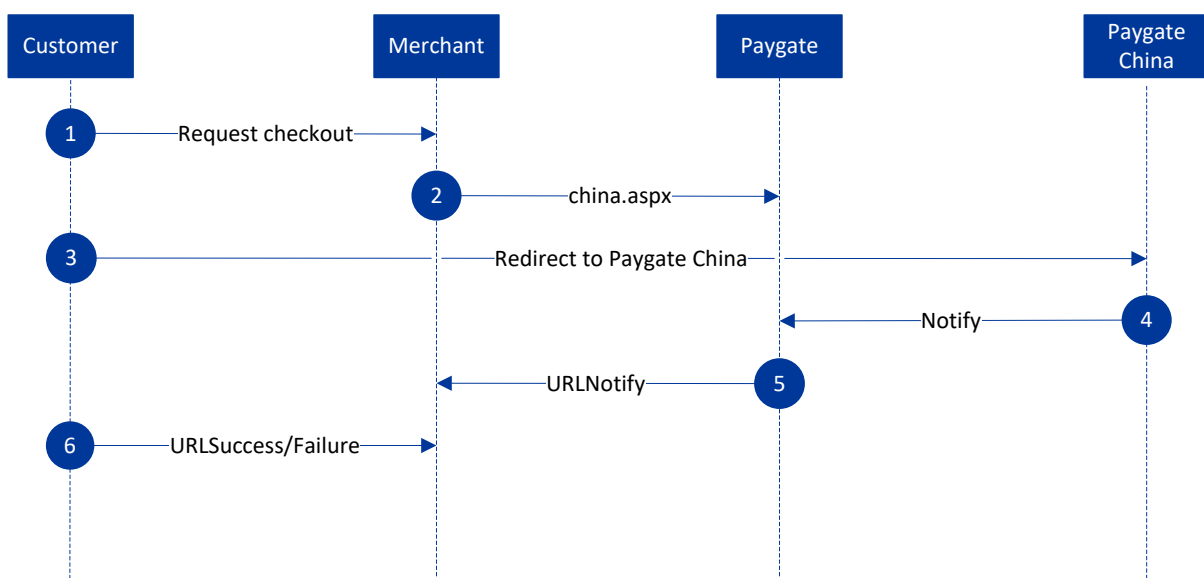 Customer
Merchant
Paygate
Paygate
China
1
Request checkout
2
china.aspx
3
Redirect to Paygate China
Notify
4
URLNotify
5
6
URLSuccess/Failure